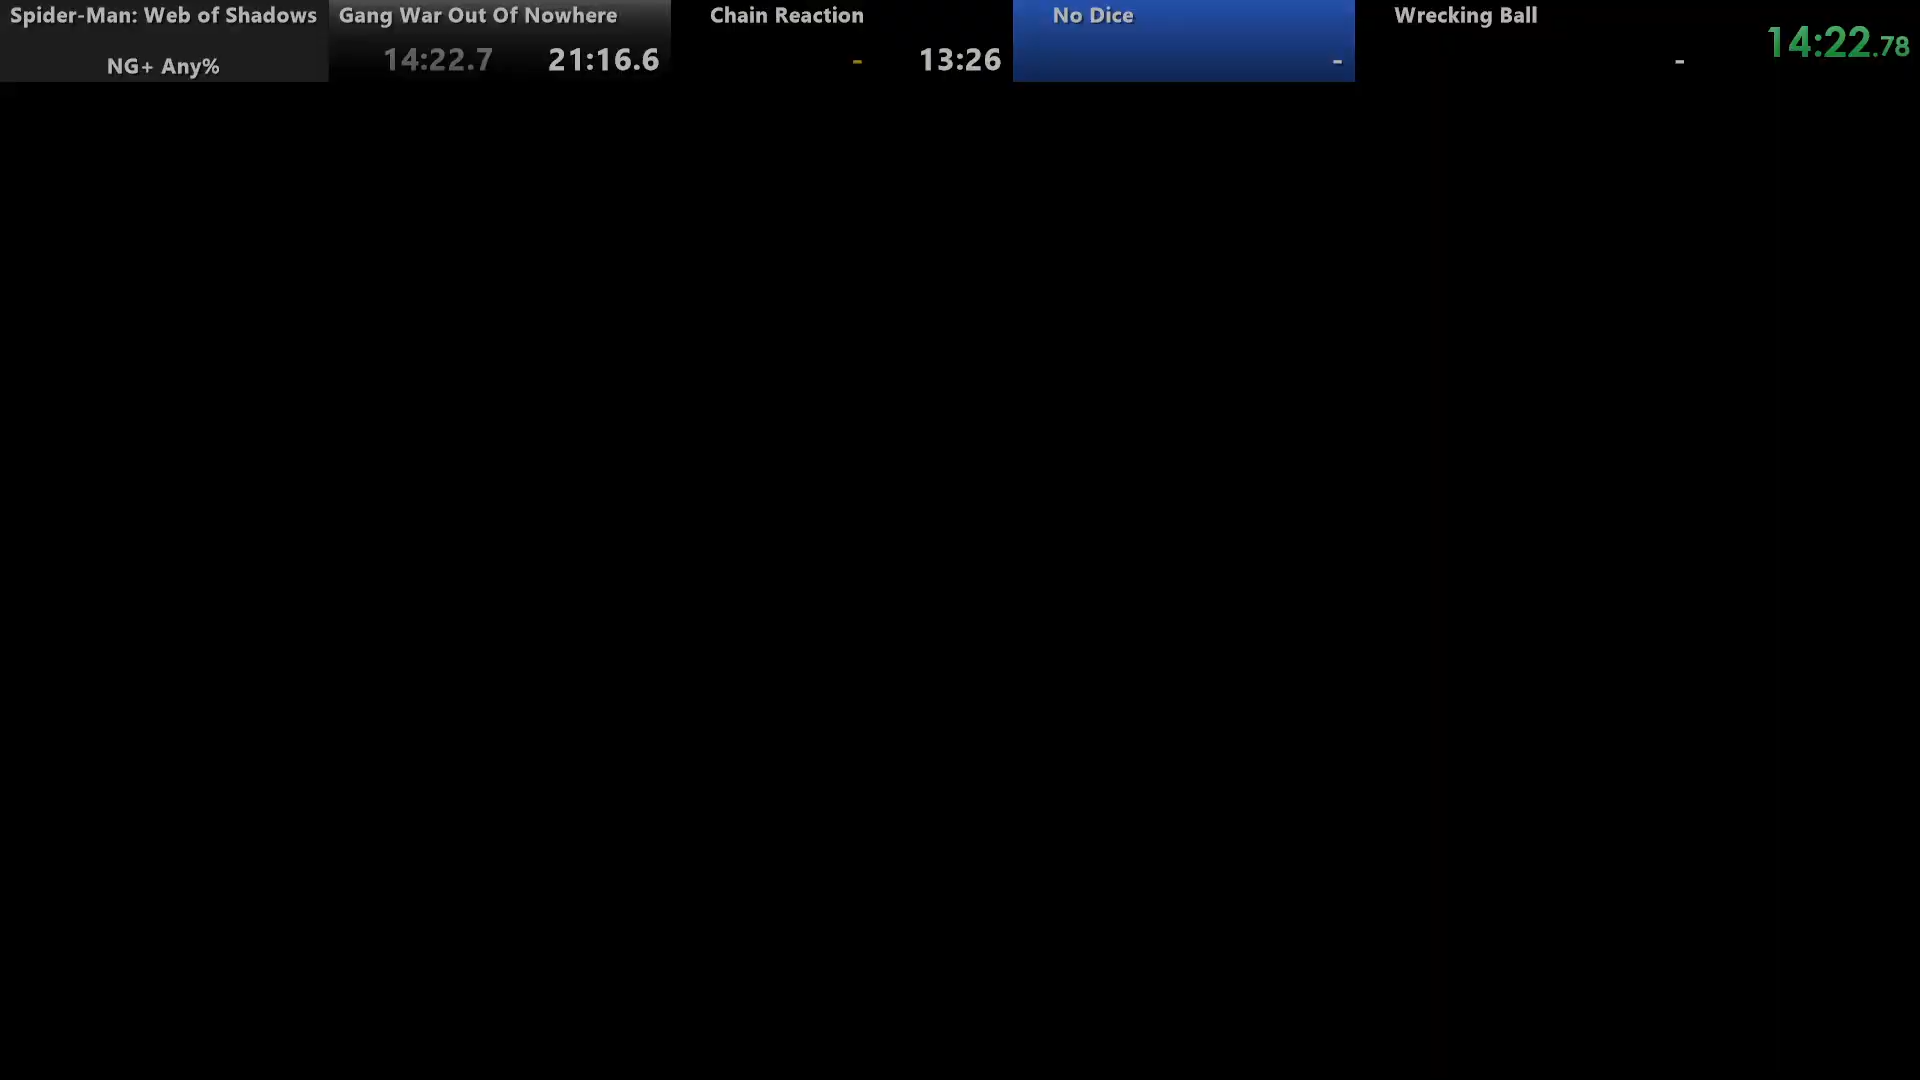 Spider-Man: Web of Shadows
NG+ Any%
Gang War Out Of Nowhere
14:22.7 21:16.6
Chain Reaction
- 13:26
No Dice
-
Wrecking Ball
-
14:22.78